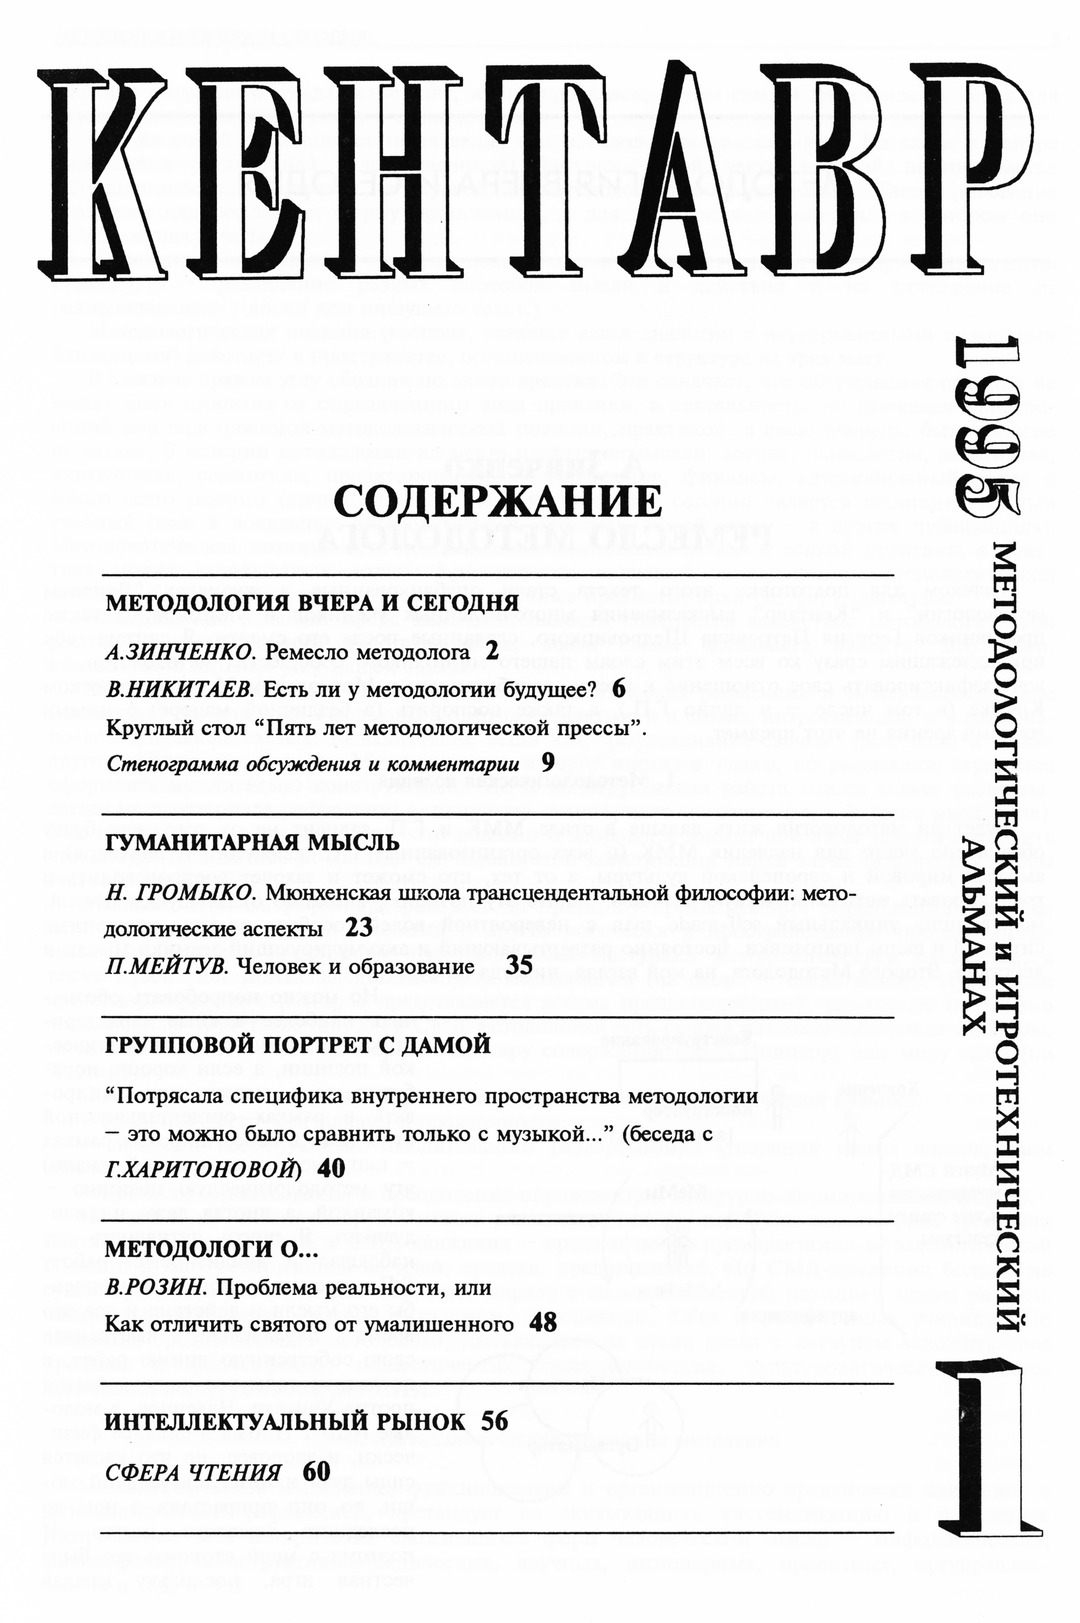 КЕНТАВР
1995
МЕТОДОЛОГИЧЕСКИЙ и ИГРОТЕХНИЧЕСКИЙ
АЛЬМАНАХ
1
СОДЕРЖАНИЕ
МЕТОДОЛОГИЯ ВЧЕРА И СЕГОДНЯ
А.ЗИНЧЕНКО. Ремесло методолога 2
В.НИКИТАЕВ. Есть ли у методологии будущее? 6
Круглый стол “Пять лет методологической прессы”.
Стенограмма обсуждения и комментарии 9
ГУМАНИТАРНАЯ МЫСЛЬ
Н. ГРОМЫКО. Мюнхенская школа трансцендентальной философии: мето-
дологические аспекты 23
П.МЕЙТУВ. Человек и образование 35
ГРУППОВОЙ ПОРТРЕТ С ДАМОЙ
“Потрясала специфика внутреннего пространства методологии
– это можно было сравнить только с музыкой...” (беседа с
Г.ХАРИТОНОВОЙ) 40
МЕТОДОЛОГИ О...
В.РОЗИН. Проблема реальности, или
Как отличить святого от умалишенного 48
ИНТЕЛЛЕКТУАЛЬНЫЙ РЫНОК 56
СФЕРА ЧТЕНИЯ 60